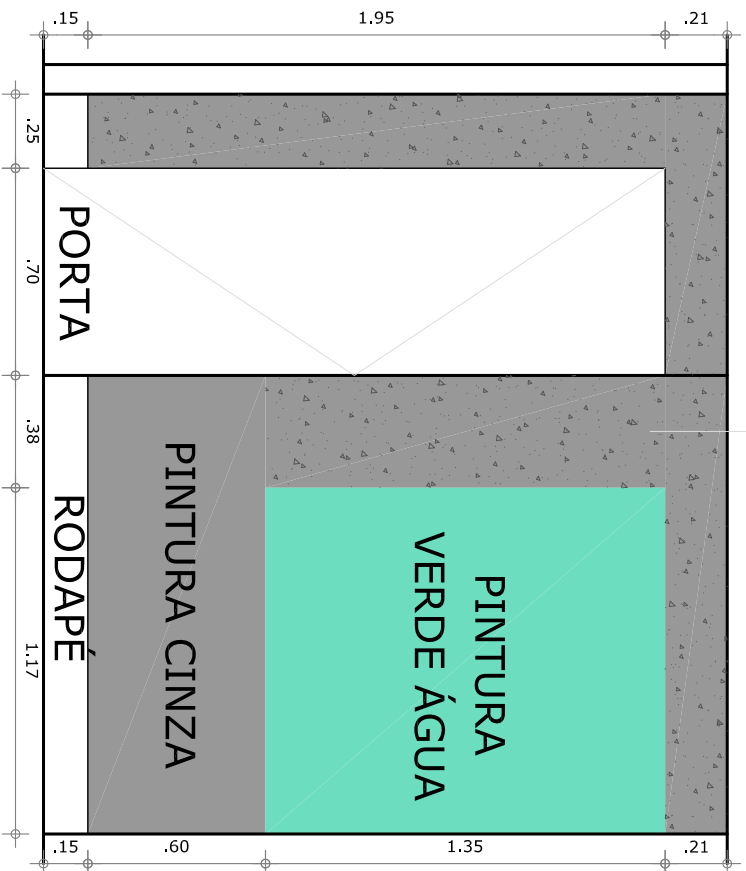 .15
1.95
.21
.25
.70
.38
1.17
PORTA
RODAPÉ
PINTURA CINZA
PINTURA
VERDE ÁGUA
.15
.60
1.35
.21